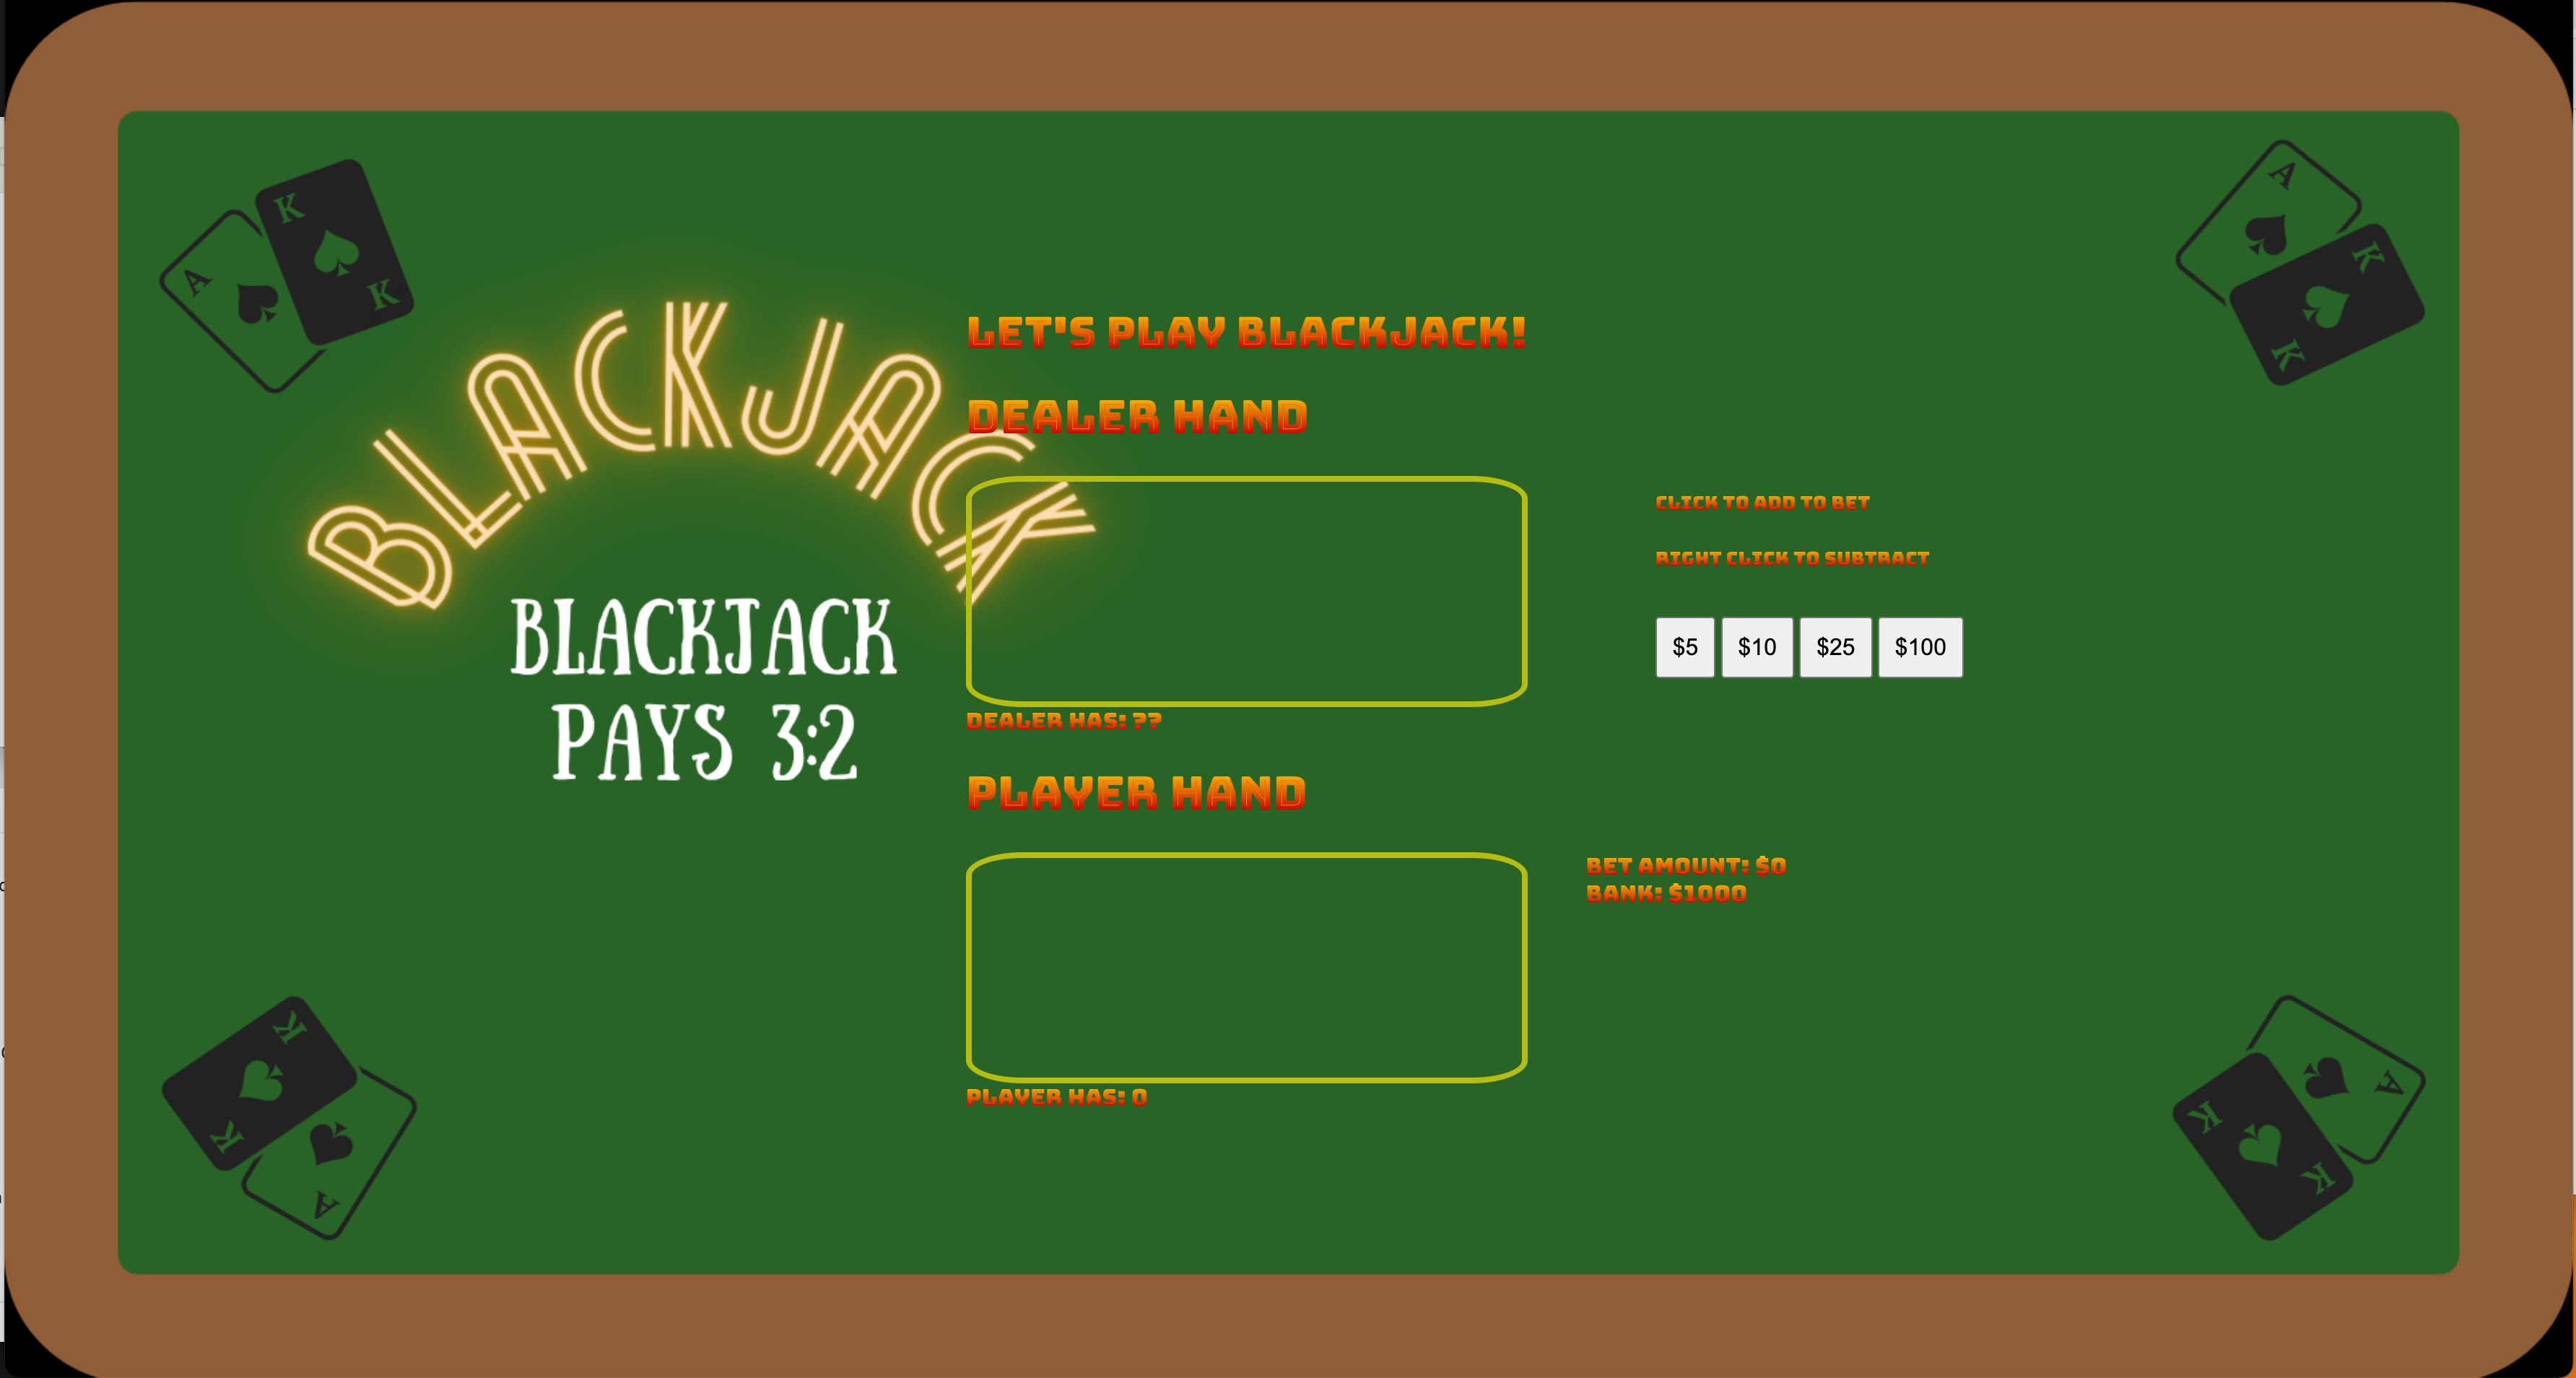 A
K
K
A
K
K
BLACKJACK
LET'S PLAY BLACKJACK!
DEALER HAND
CLICK TO ADD TO BET
RIGHT CLICK TO SUBTRACT
BLACKJACK
PAYS 3:2
$5 $10 $25 $100
DEALER HAS: ??
PLAYER HAND
BET AMOUNT: $0
BANK: $1000
PLAYER HAS: 0
K
K
A
A
K
K